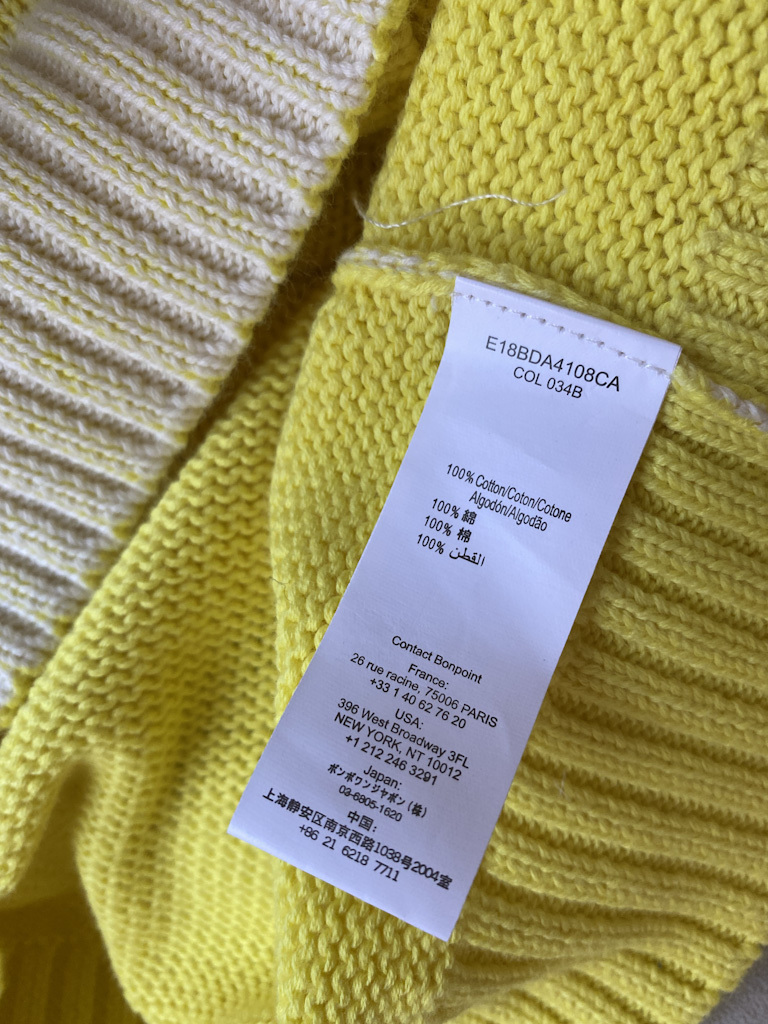 E18BDA4108CA
COL 034B
100% Cotton/Coton/Cotone
Algodón/Algodão
100% 綿
100% 棉
100% القطن
Contact Bonpoint
France:
26 rue racine, 75006 PARIS
+33 1 40 62 76 20
USA:
396 West Broadway 3FL
NEW YORK, NT 10012
+1 212 246 3291
Japan:
ボンポワンジャポン(株)
03-6805-1620
中国:
上海静安区南京西路1038号2004室
+86 21 6218 7711